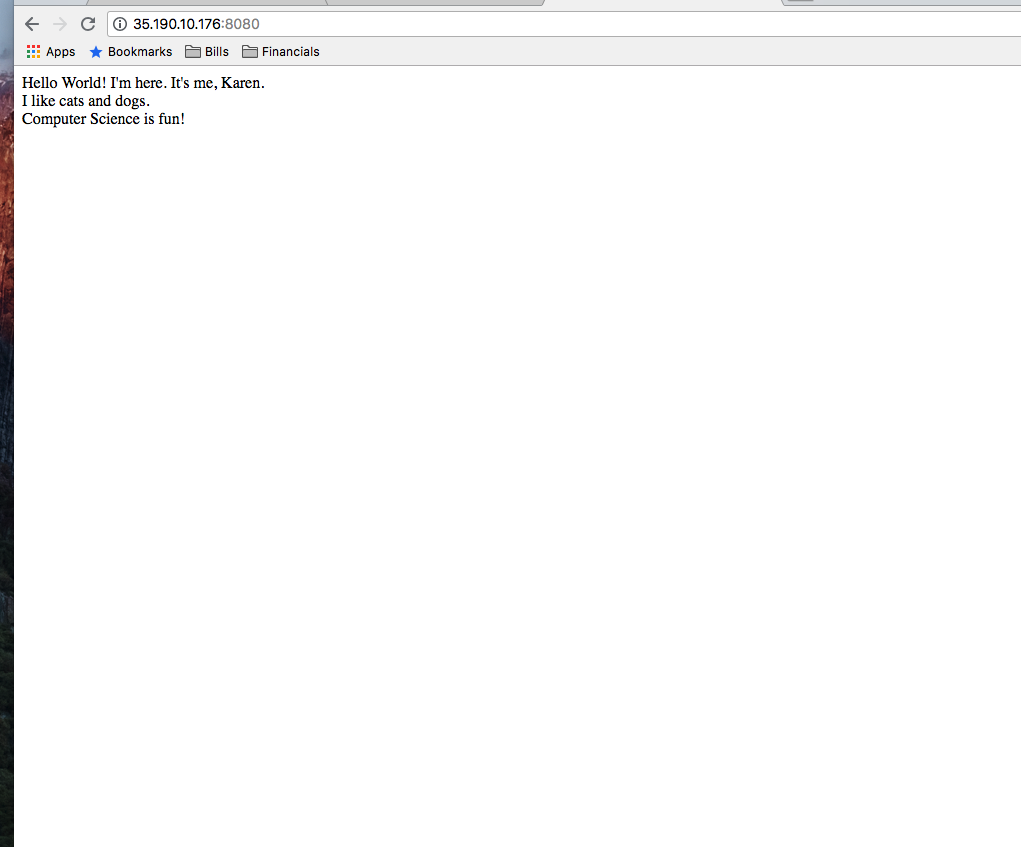 35.190.10.176:8080
Apps Bookmarks Bills Financials
Hello World! I'm here. It's me, Karen.
I like cats and dogs.
Computer Science is fun!